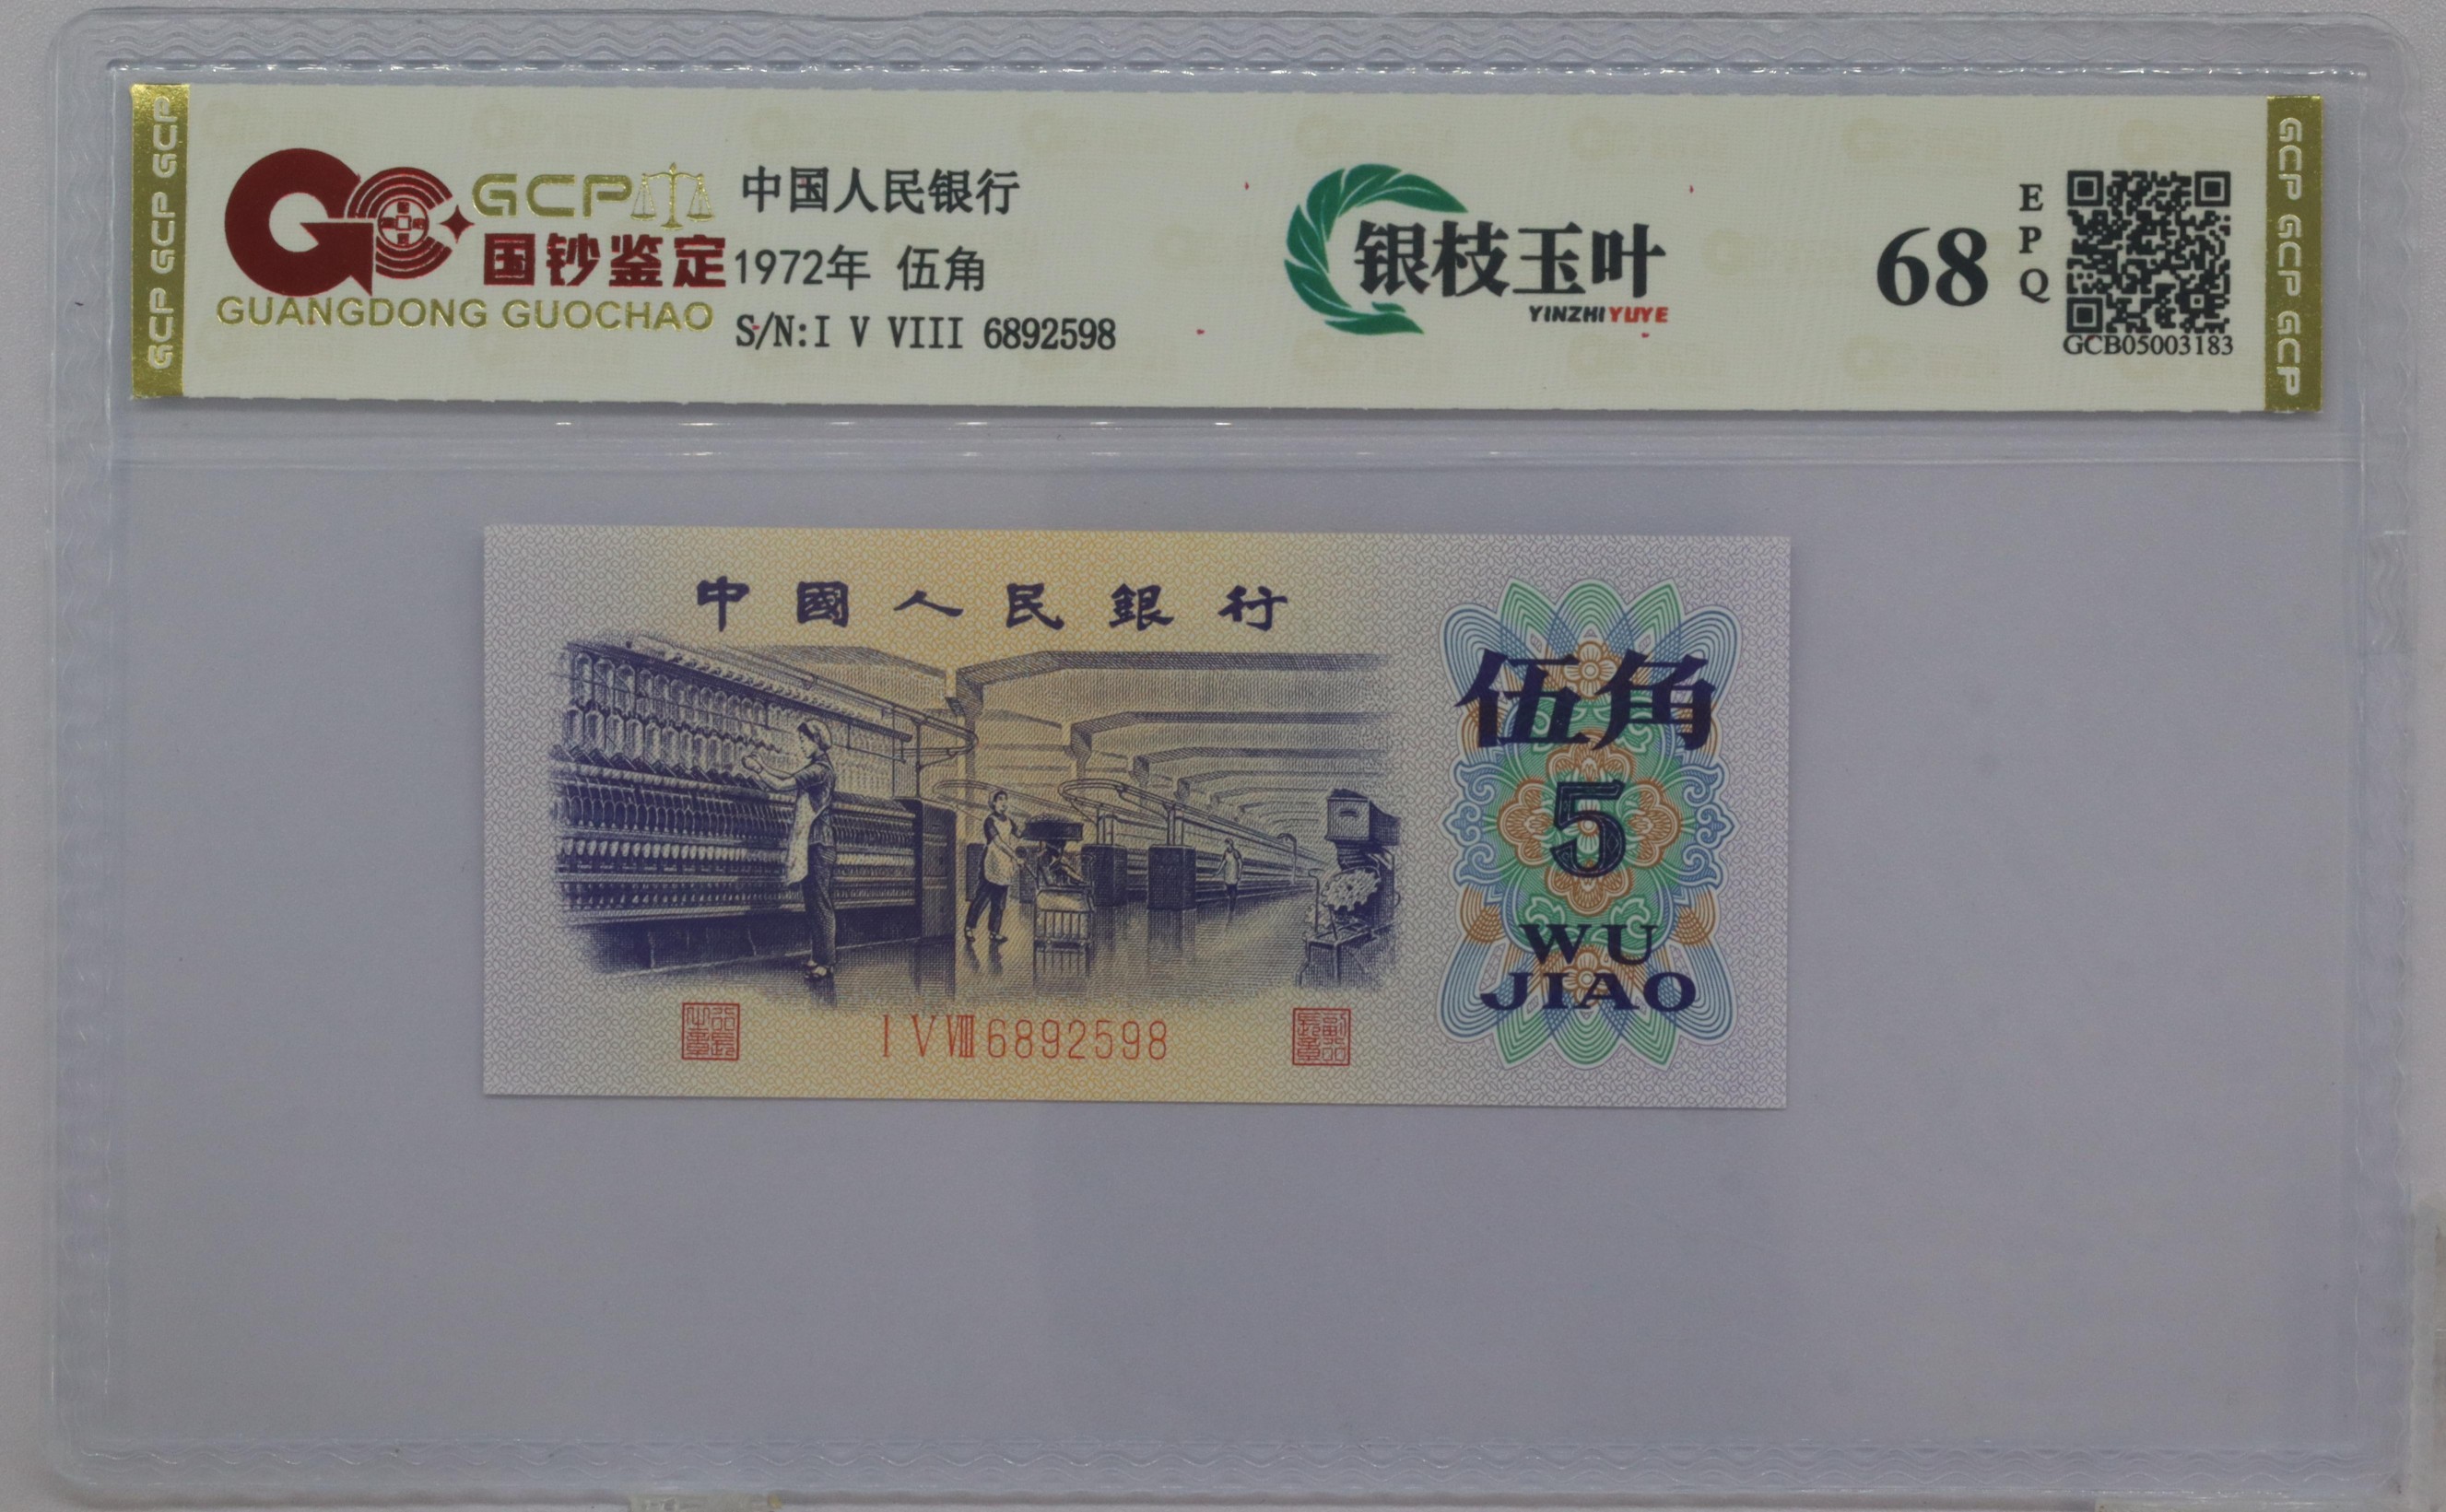 GCP GCP GCP
GCP
国钞鉴定
GUANGDONG GUOCHAO
中国人民银行
1972年 伍角
S/N:I V VIII 6892598
银枝玉叶
YINZHIYUYE
68
EPQ
GCB05003183
GCP GCP GCP
中國人民銀行
伍角
5
WU
JIAO
I V VIII 6892598